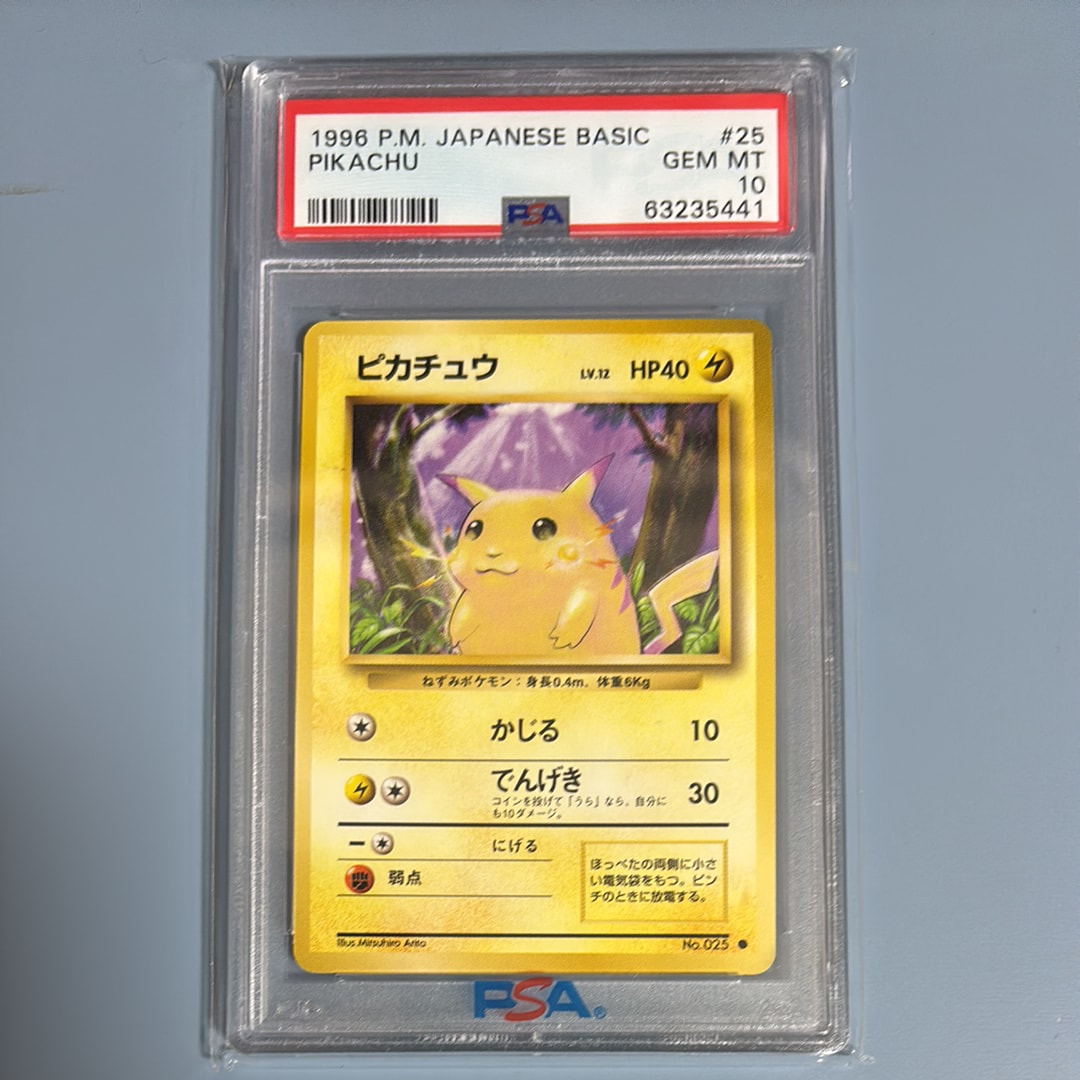 1996 P.M. JAPANESE BASIC #25
PIKACHU GEM MT
10
PSA 63235441
ピカチュウ LV.12 HP40
ねずみポケモン：身長0.4m、体重6Kg
かじる 10
でんげき 30
コインを投げて「うら」なら、自分に
も10ダメージ。
にげる
弱点
ほっぺたの両側に小さ
い電気袋をもつ。ピン
チのときに放電する。
Illus.Mitsuhiro Arita No.025
PSA®